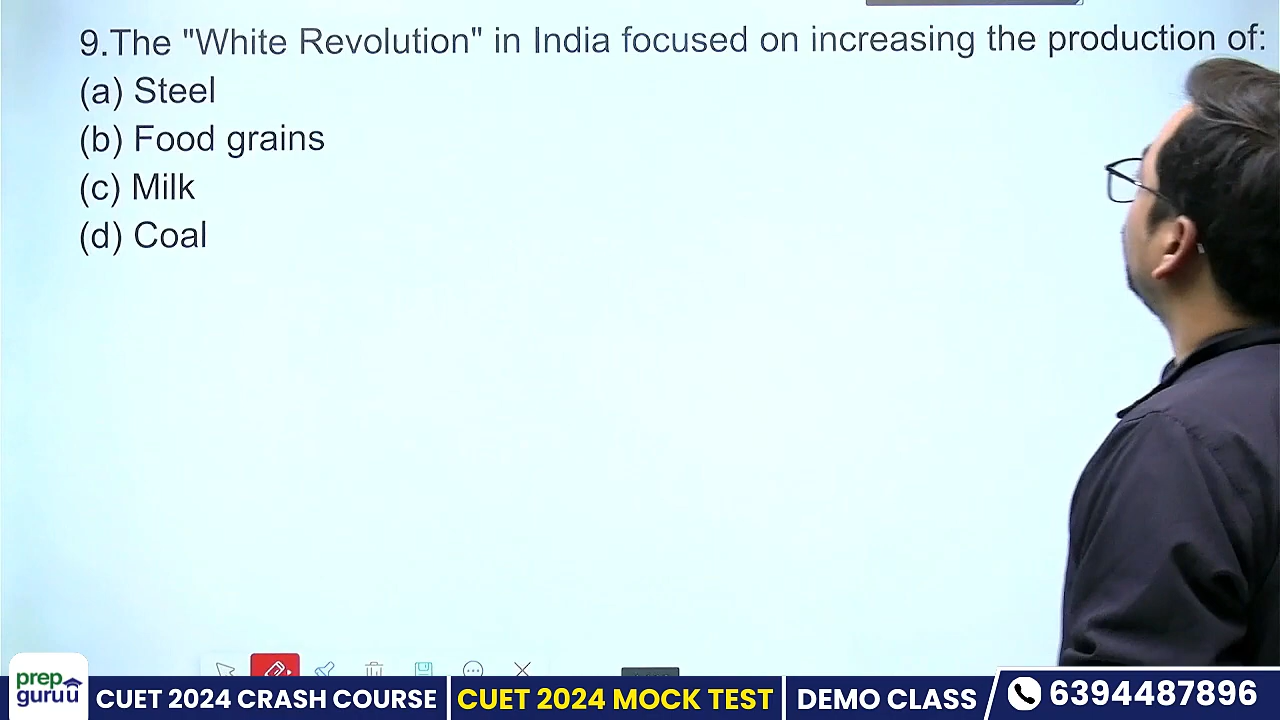 9.The "White Revolution" in India focused on increasing the production of:
(a) Steel
(b) Food grains
(c) Milk
(d) Coal
prep
guru
CUET 2024 CRASH COURSE
CUET 2024 MOCK TEST
DEMO CLASS
6394487896